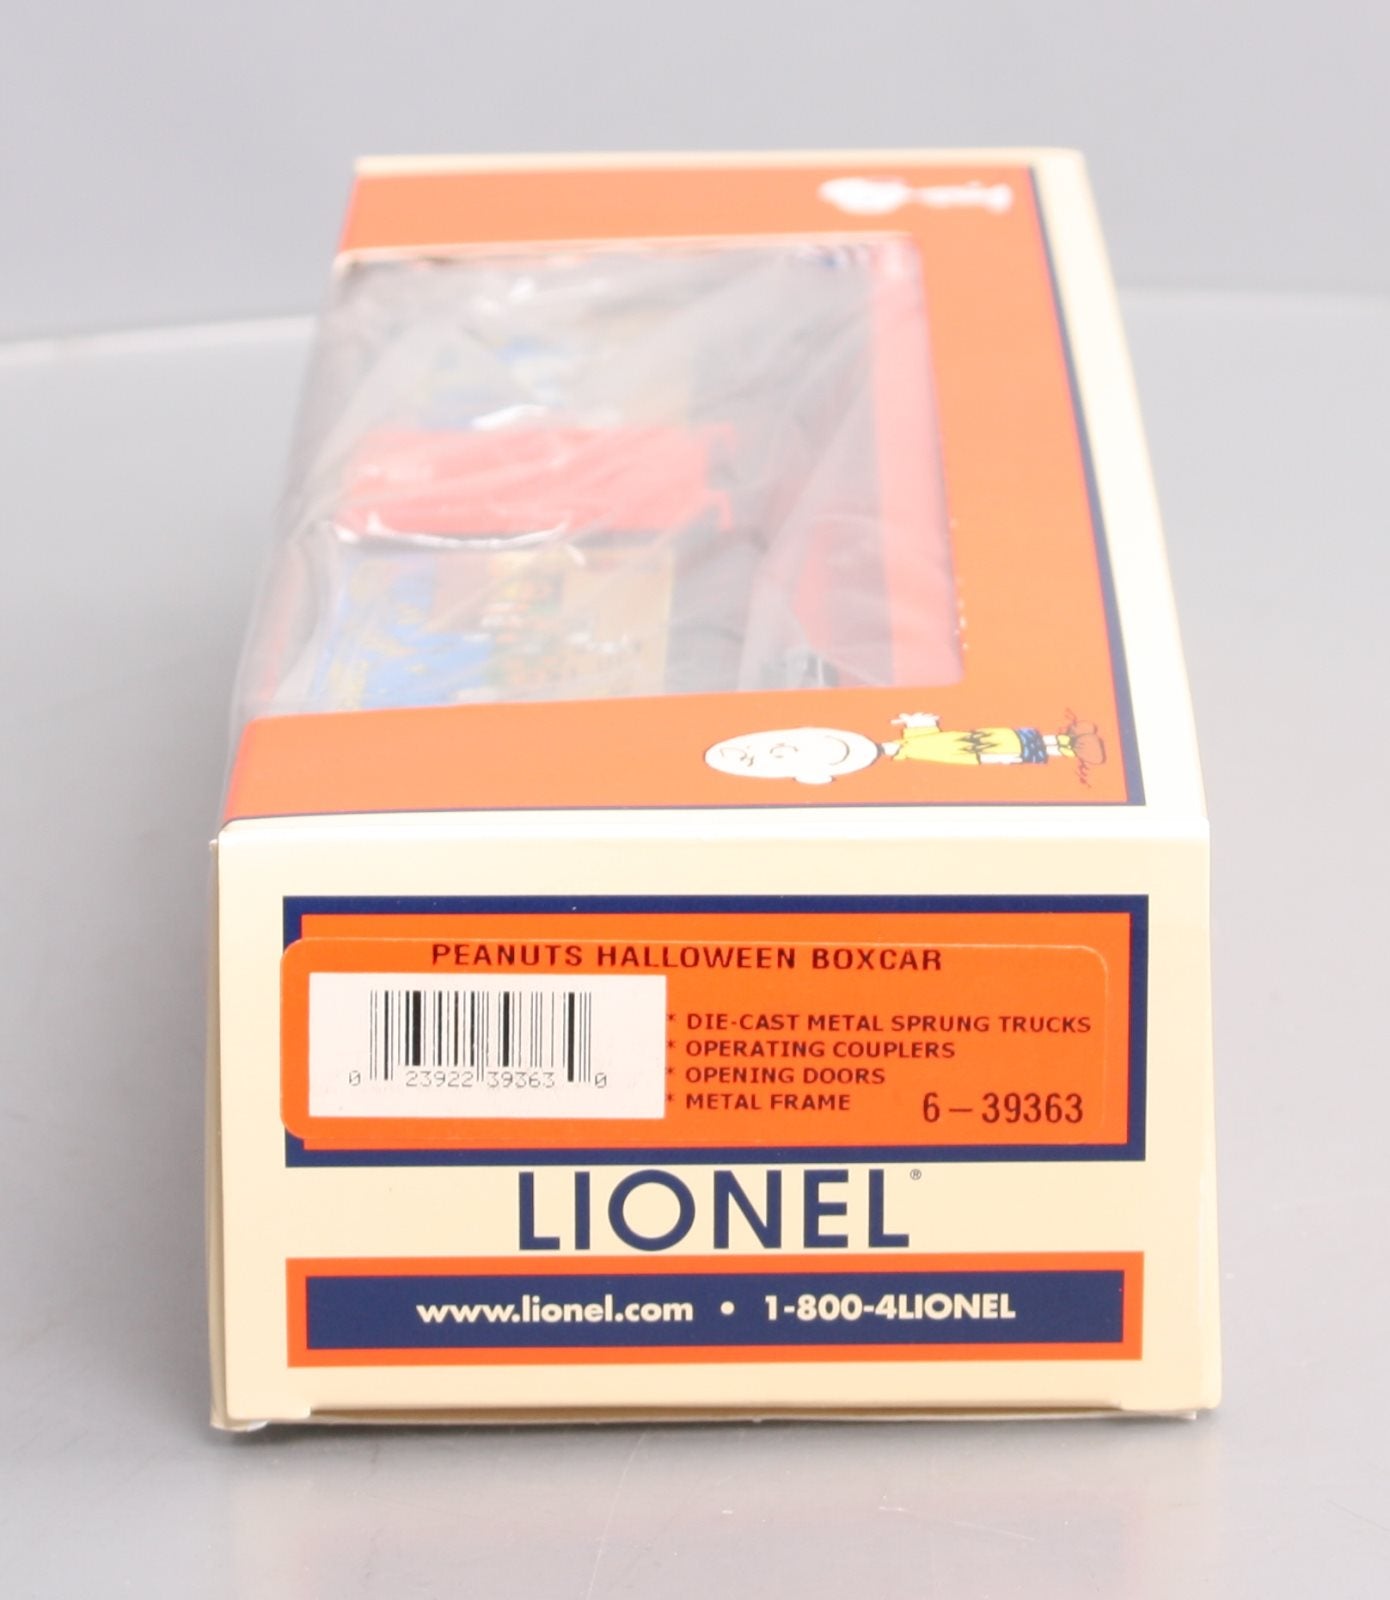 PEANUTS HALLOWEEN BOXCAR
* DIE-CAST METAL SPRUNG TRUCKS
* OPERATING COUPLERS
* OPENING DOORS
* METAL FRAME
6-39363
0 23922 39363 0
LIONEL®
www.lionel.com • 1-800-4LIONEL